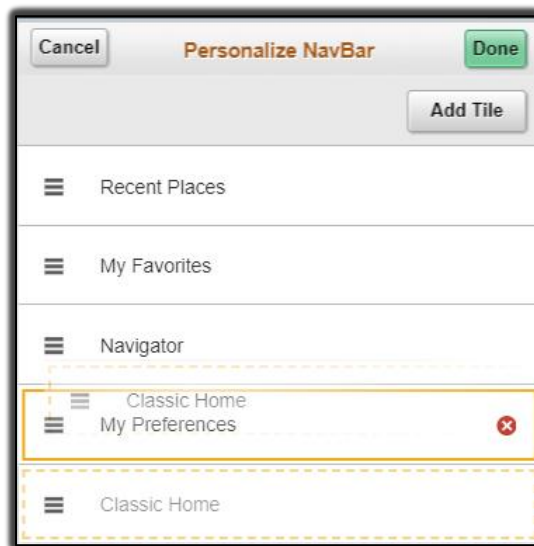 Cancel Personalize NavBar Done
Add Tile
Recent Places
My Favorites
Navigator
Classic Home
My Preferences
Classic Home